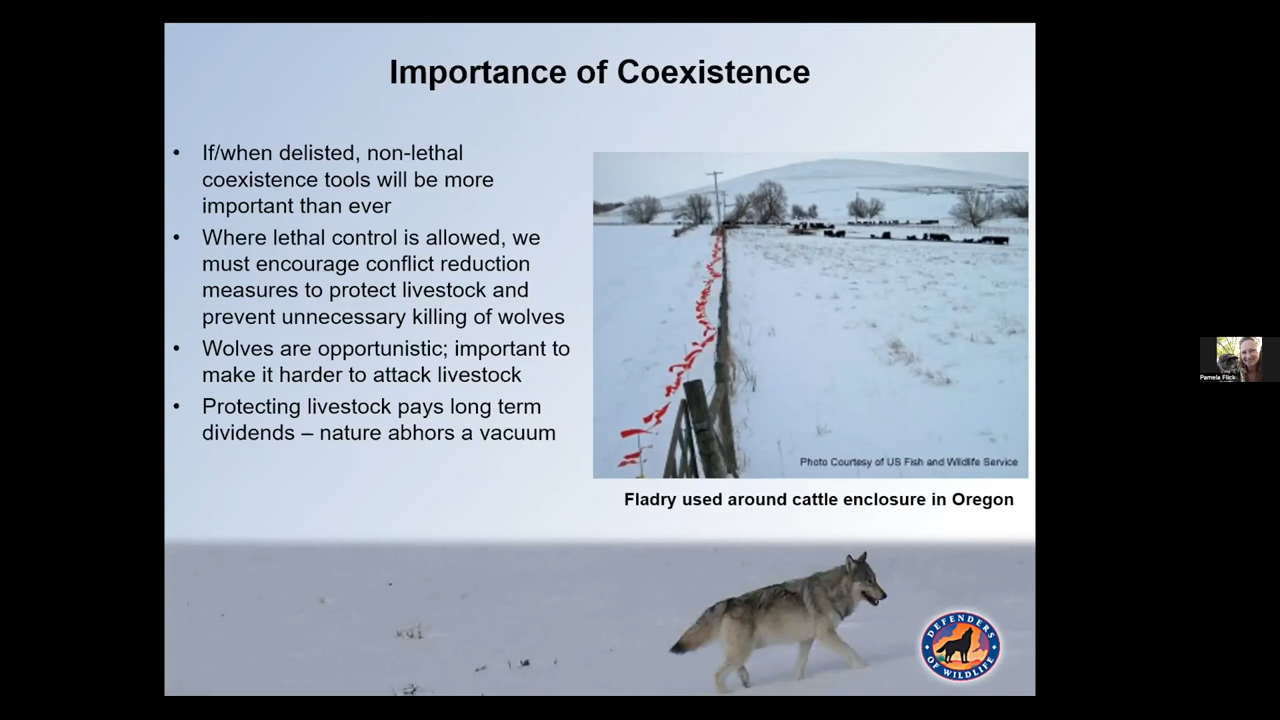 Importance of Coexistence
• If/when delisted, non-lethal
coexistence tools will be more
important than ever
• Where lethal control is allowed, we
must encourage conflict reduction
measures to protect livestock and
prevent unnecessary killing of wolves
• Wolves are opportunistic; important to
make it harder to attack livestock
• Protecting livestock pays long term
dividends – nature abhors a vacuum
Photo Courtesy of US Fish and Wildlife Service
Fladry used around cattle enclosure in Oregon
DEFENDERS
OF WILDLIFE
Pamela Flick